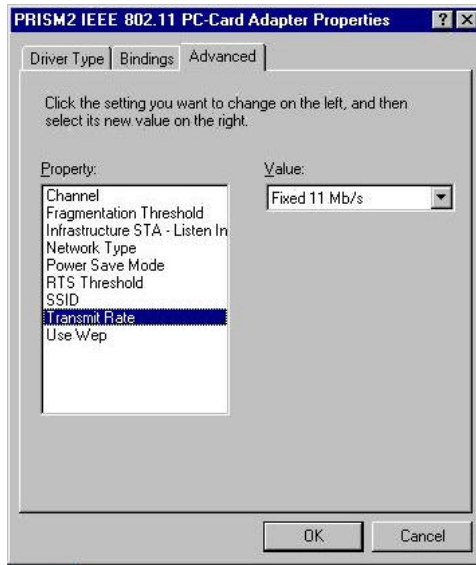 PRISM2 IEEE 802.11 PC-Card Adapter Properties
Driver Type
Bindings
Advanced
Click the setting you want to change on the left, and then
select its new value on the right.
Property:
Value:
Channel
Fragmentation Threshold
Infrastructure STA - Listen In
Network Type
Power Save Mode
RTS Threshold
SSID
Transmit Rate
Use Wep
Fixed 11 Mb/s
OK
Cancel